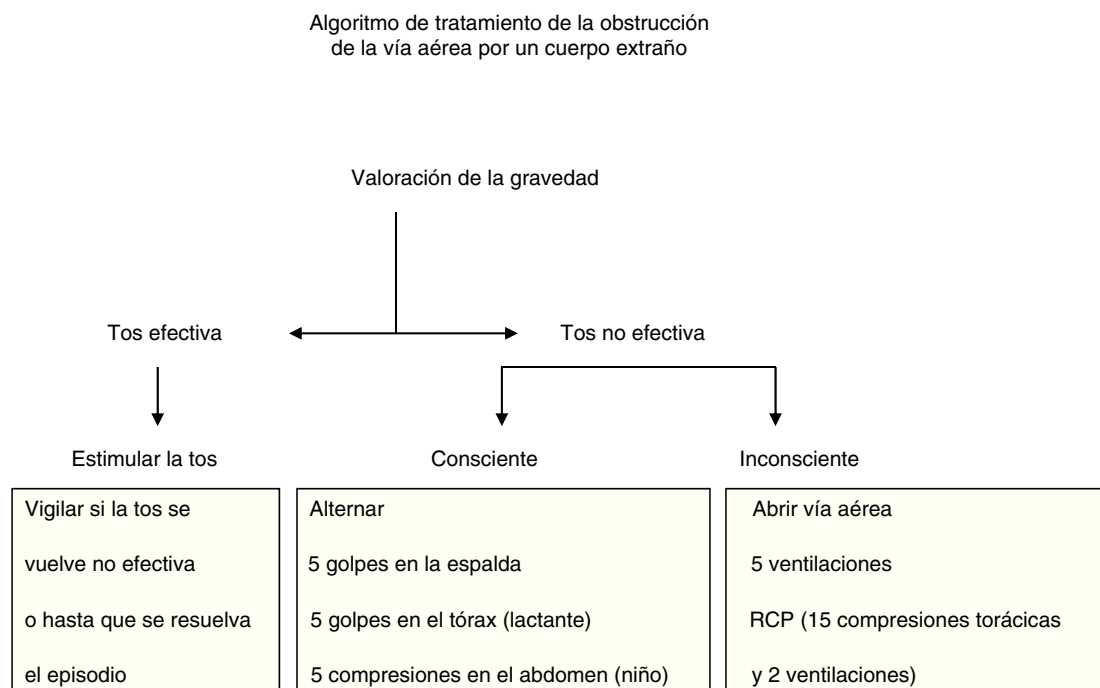 Algoritmo de tratamiento de la obstrucción
de la vía aérea por un cuerpo extraño
Valoración de la gravedad
Tos efectiva
Tos no efectiva
Estimular la tos
Consciente
Inconsciente
Vigilar si la tos se
vuelve no efectiva
o hasta que se resuelva
el episodio
Alternar
5 golpes en la espalda
5 golpes en el tórax (lactante)
5 compresiones en el abdomen (niño)
Abrir vía aérea
5 ventilaciones
RCP (15 compresiones torácicas
y 2 ventilaciones)